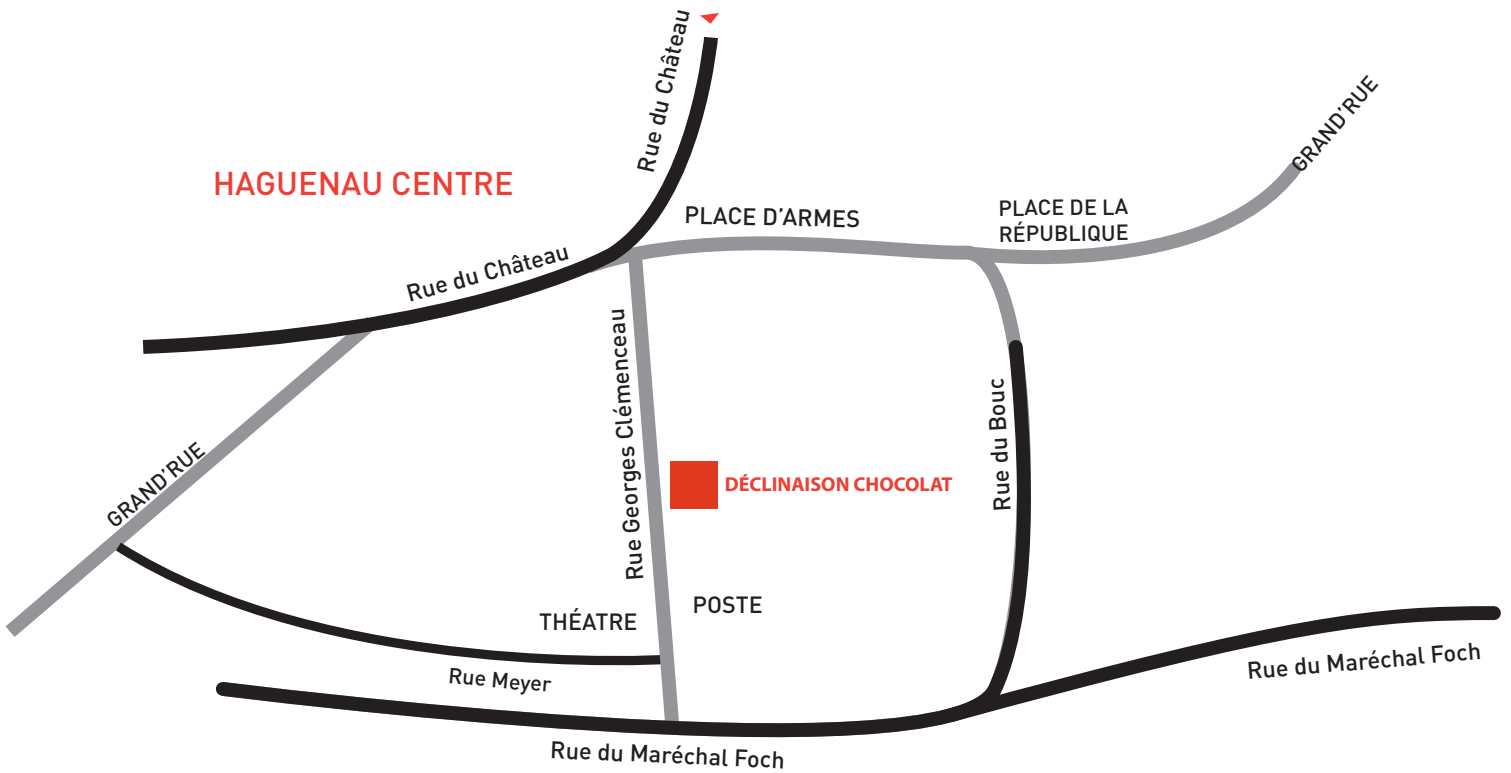 Rue du Château
HAGUENAU CENTRE
GRAND'RUE
PLACE D'ARMES
PLACE DE LA
RÉPUBLIQUE
Rue du Château
Rue Georges Clémenceau
Rue du Bouc
GRAND'RUE
DÉCLINAISON CHOCOLAT
THÉATRE
POSTE
Rue Meyer
Rue du Maréchal Foch
Rue du Maréchal Foch